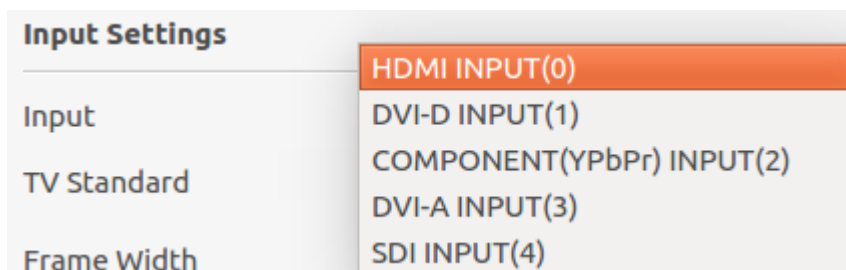 Input Settings
HDMI INPUT(0)
Input
DVI-D INPUT(1)
COMPONENT(YPbPr) INPUT(2)
TV Standard
DVI-A INPUT(3)
SDI INPUT(4)
Frame Width